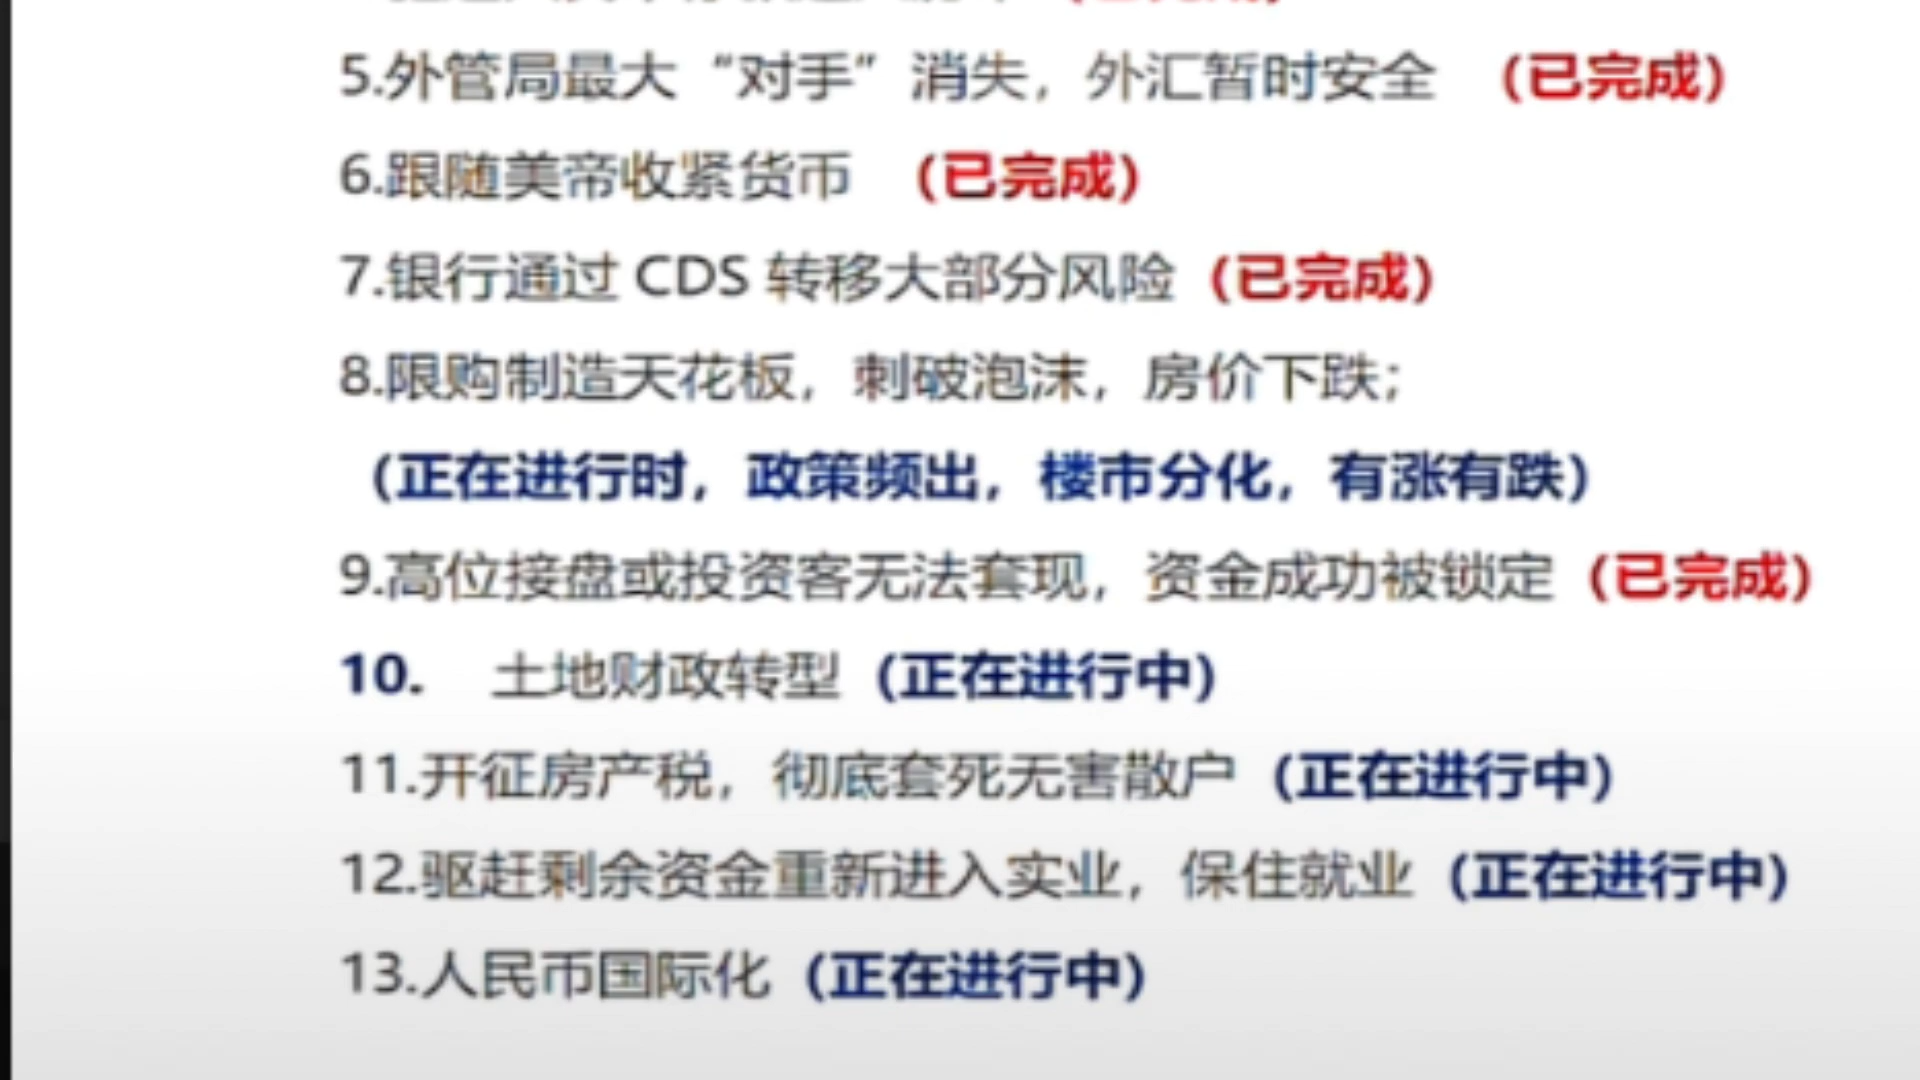 5.外管局最大“对手”消失，外汇暂时安全 （已完成）
6.跟随美帝收紧货币 （已完成）
7.银行通过 CDS 转移大部分风险（已完成）
8.限购制造天花板，刺破泡沫，房价下跌；
（正在进行时，政策频出，楼市分化，有涨有跌）
9.高位接盘或投资客无法套现，资金成功被锁定（已完成）
10. 土地财政转型（正在进行中）
11.开征房产税，彻底套死无害散户（正在进行中）
12.驱赶剩余资金重新进入实业，保住就业（正在进行中）
13.人民币国际化（正在进行中）